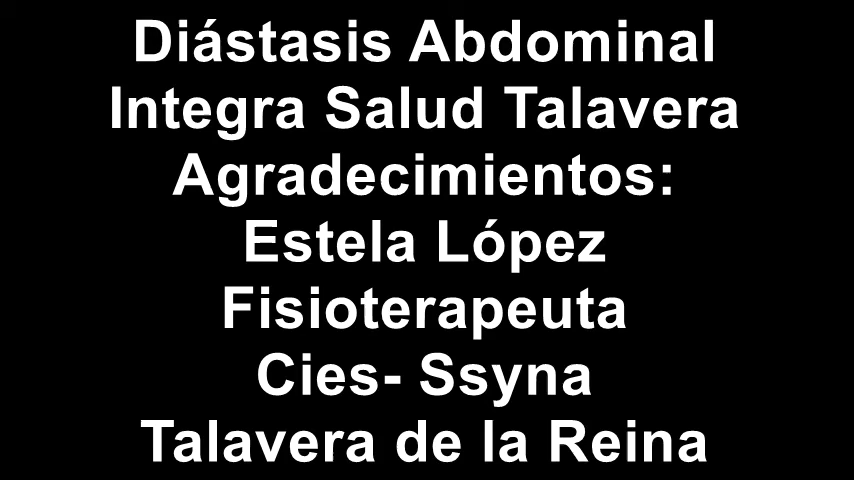 Diástasis Abdominal
Integra Salud Talavera
Agradecimientos:
Estela López
Fisioterapeuta
Cies- Ssyna
Talavera de la Reina